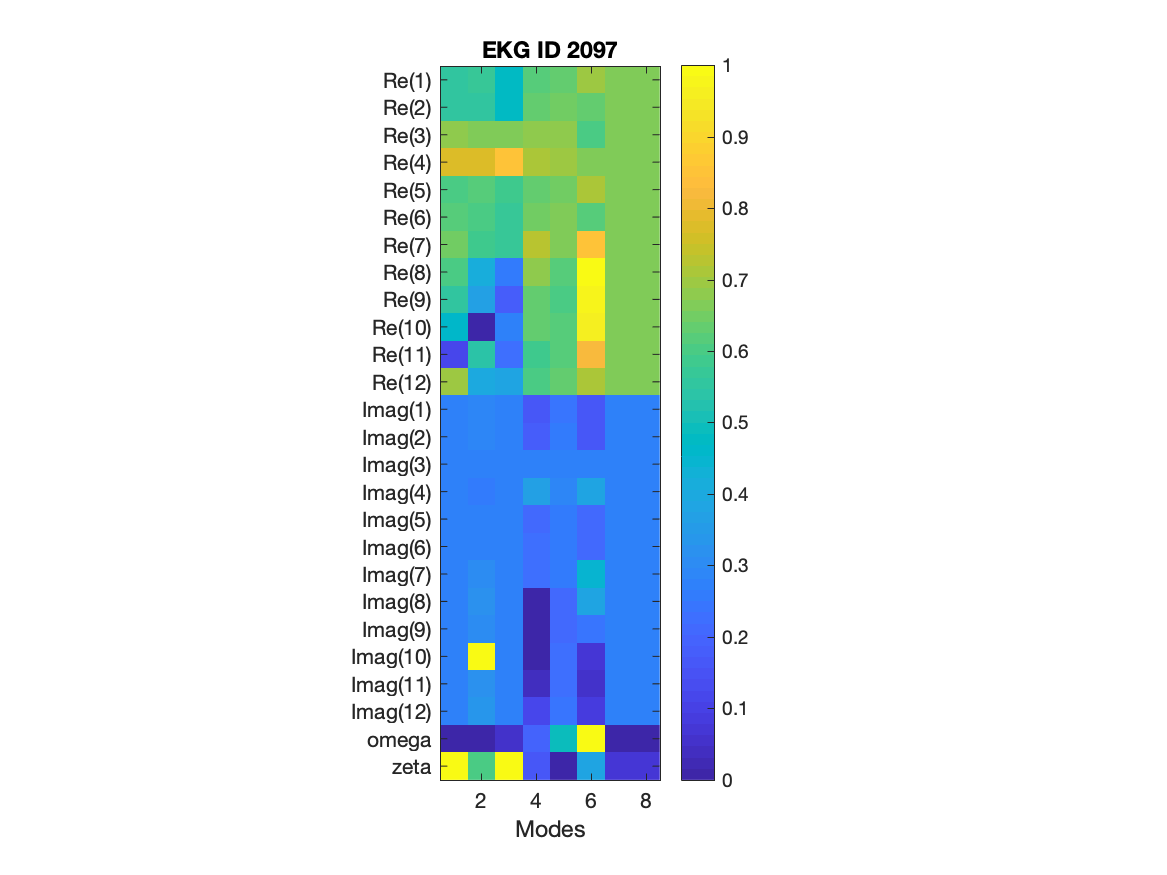 EKG ID 2097
Re(1)
Re(2)
Re(3)
Re(4)
Re(5)
Re(6)
Re(7)
Re(8)
Re(9)
Re(10)
Re(11)
Re(12)
Imag(1)
Imag(2)
Imag(3)
Imag(4)
Imag(5)
Imag(6)
Imag(7)
Imag(8)
Imag(9)
Imag(10)
Imag(11)
Imag(12)
omega
zeta
2 4 6 8
Modes
1
0.9
0.8
0.7
0.6
0.5
0.4
0.3
0.2
0.1
0